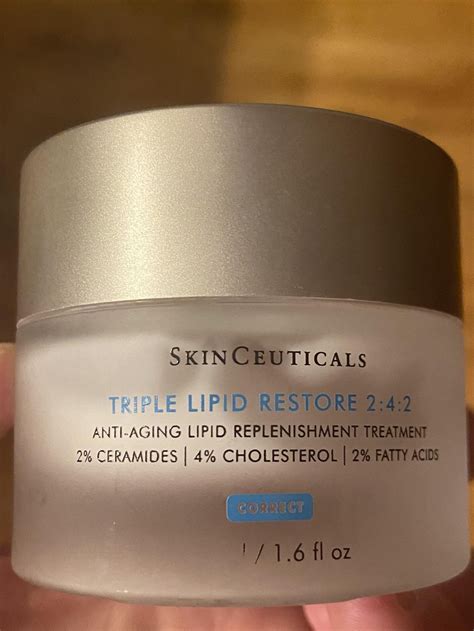 SKINCEUTICALS
TRIPLE LIPID RESTORE 2:4:2
ANTI-AGING LIPID REPLENISHMENT TREATMENT
2% CERAMIDES | 4% CHOLESTEROL | 2% FATTY ACIDS
CORRECT
/ 1.6 fl oz